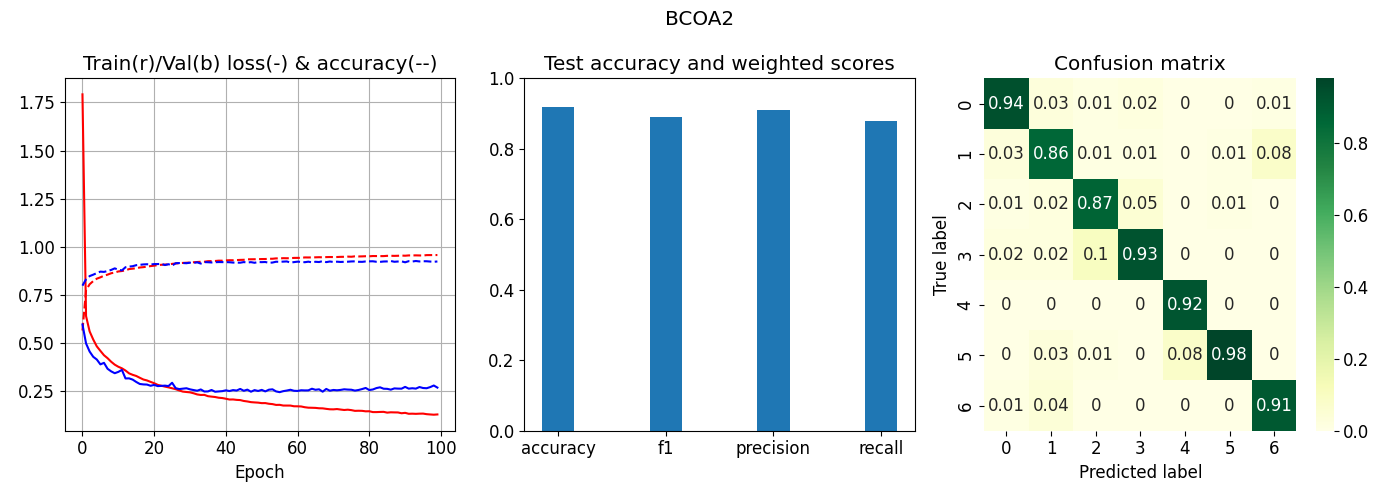 BCOA2
Train(r)/Val(b) loss(-) & accuracy(--)
1.75
1.50
1.25
1.00
0.75
0.50
0.25
0 20 40 60 80 100
Epoch
Test accuracy and weighted scores
1.0
0.8
0.6
0.4
0.2
0.0
accuracy f1 precision recall
Confusion matrix
True label
0 0.94 0.03 0.01 0.02 0 0 0.01
1 0.03 0.86 0.01 0.01 0 0.01 0.08
2 0.01 0.02 0.87 0.05 0 0.01 0
3 0.02 0.02 0.1 0.93 0 0 0
4 0 0 0 0 0.92 0 0
5 0 0.03 0.01 0 0.08 0.98 0
6 0.01 0.04 0 0 0 0 0.91
0 1 2 3 4 5 6
Predicted label
0.8
0.6
0.4
0.2
0.0